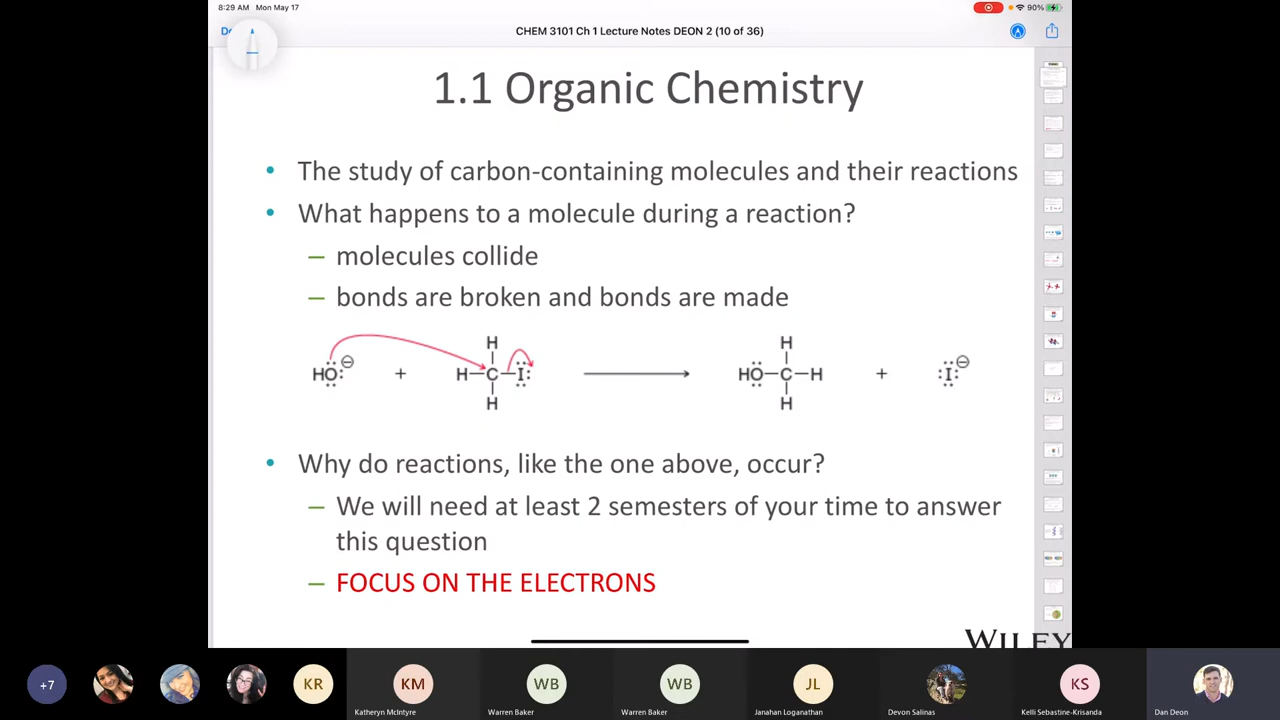 8:29 AM Mon May 17
90%
CHEM 3101 Ch 1 Lecture Notes DEON 2 (10 of 36)
1.1 Organic Chemistry
• The study of carbon-containing molecules and their reactions
• What happens to a molecule during a reaction?
– molecules collide
– bonds are broken and bonds are made
H H
HO:⊖ + H–C–I: HO–C–H + :I:⊖
H H
• Why do reactions, like the one above, occur?
– We will need at least 2 semesters of your time to answer
this question
– FOCUS ON THE ELECTRONS
WILEY
+7 KR KM WB WB JL KS
Katheryn McIntyre Warren Baker Warren Baker Janahan Loganathan Devon Salinas Kelli Sebastine-Krisanda Dan Deon